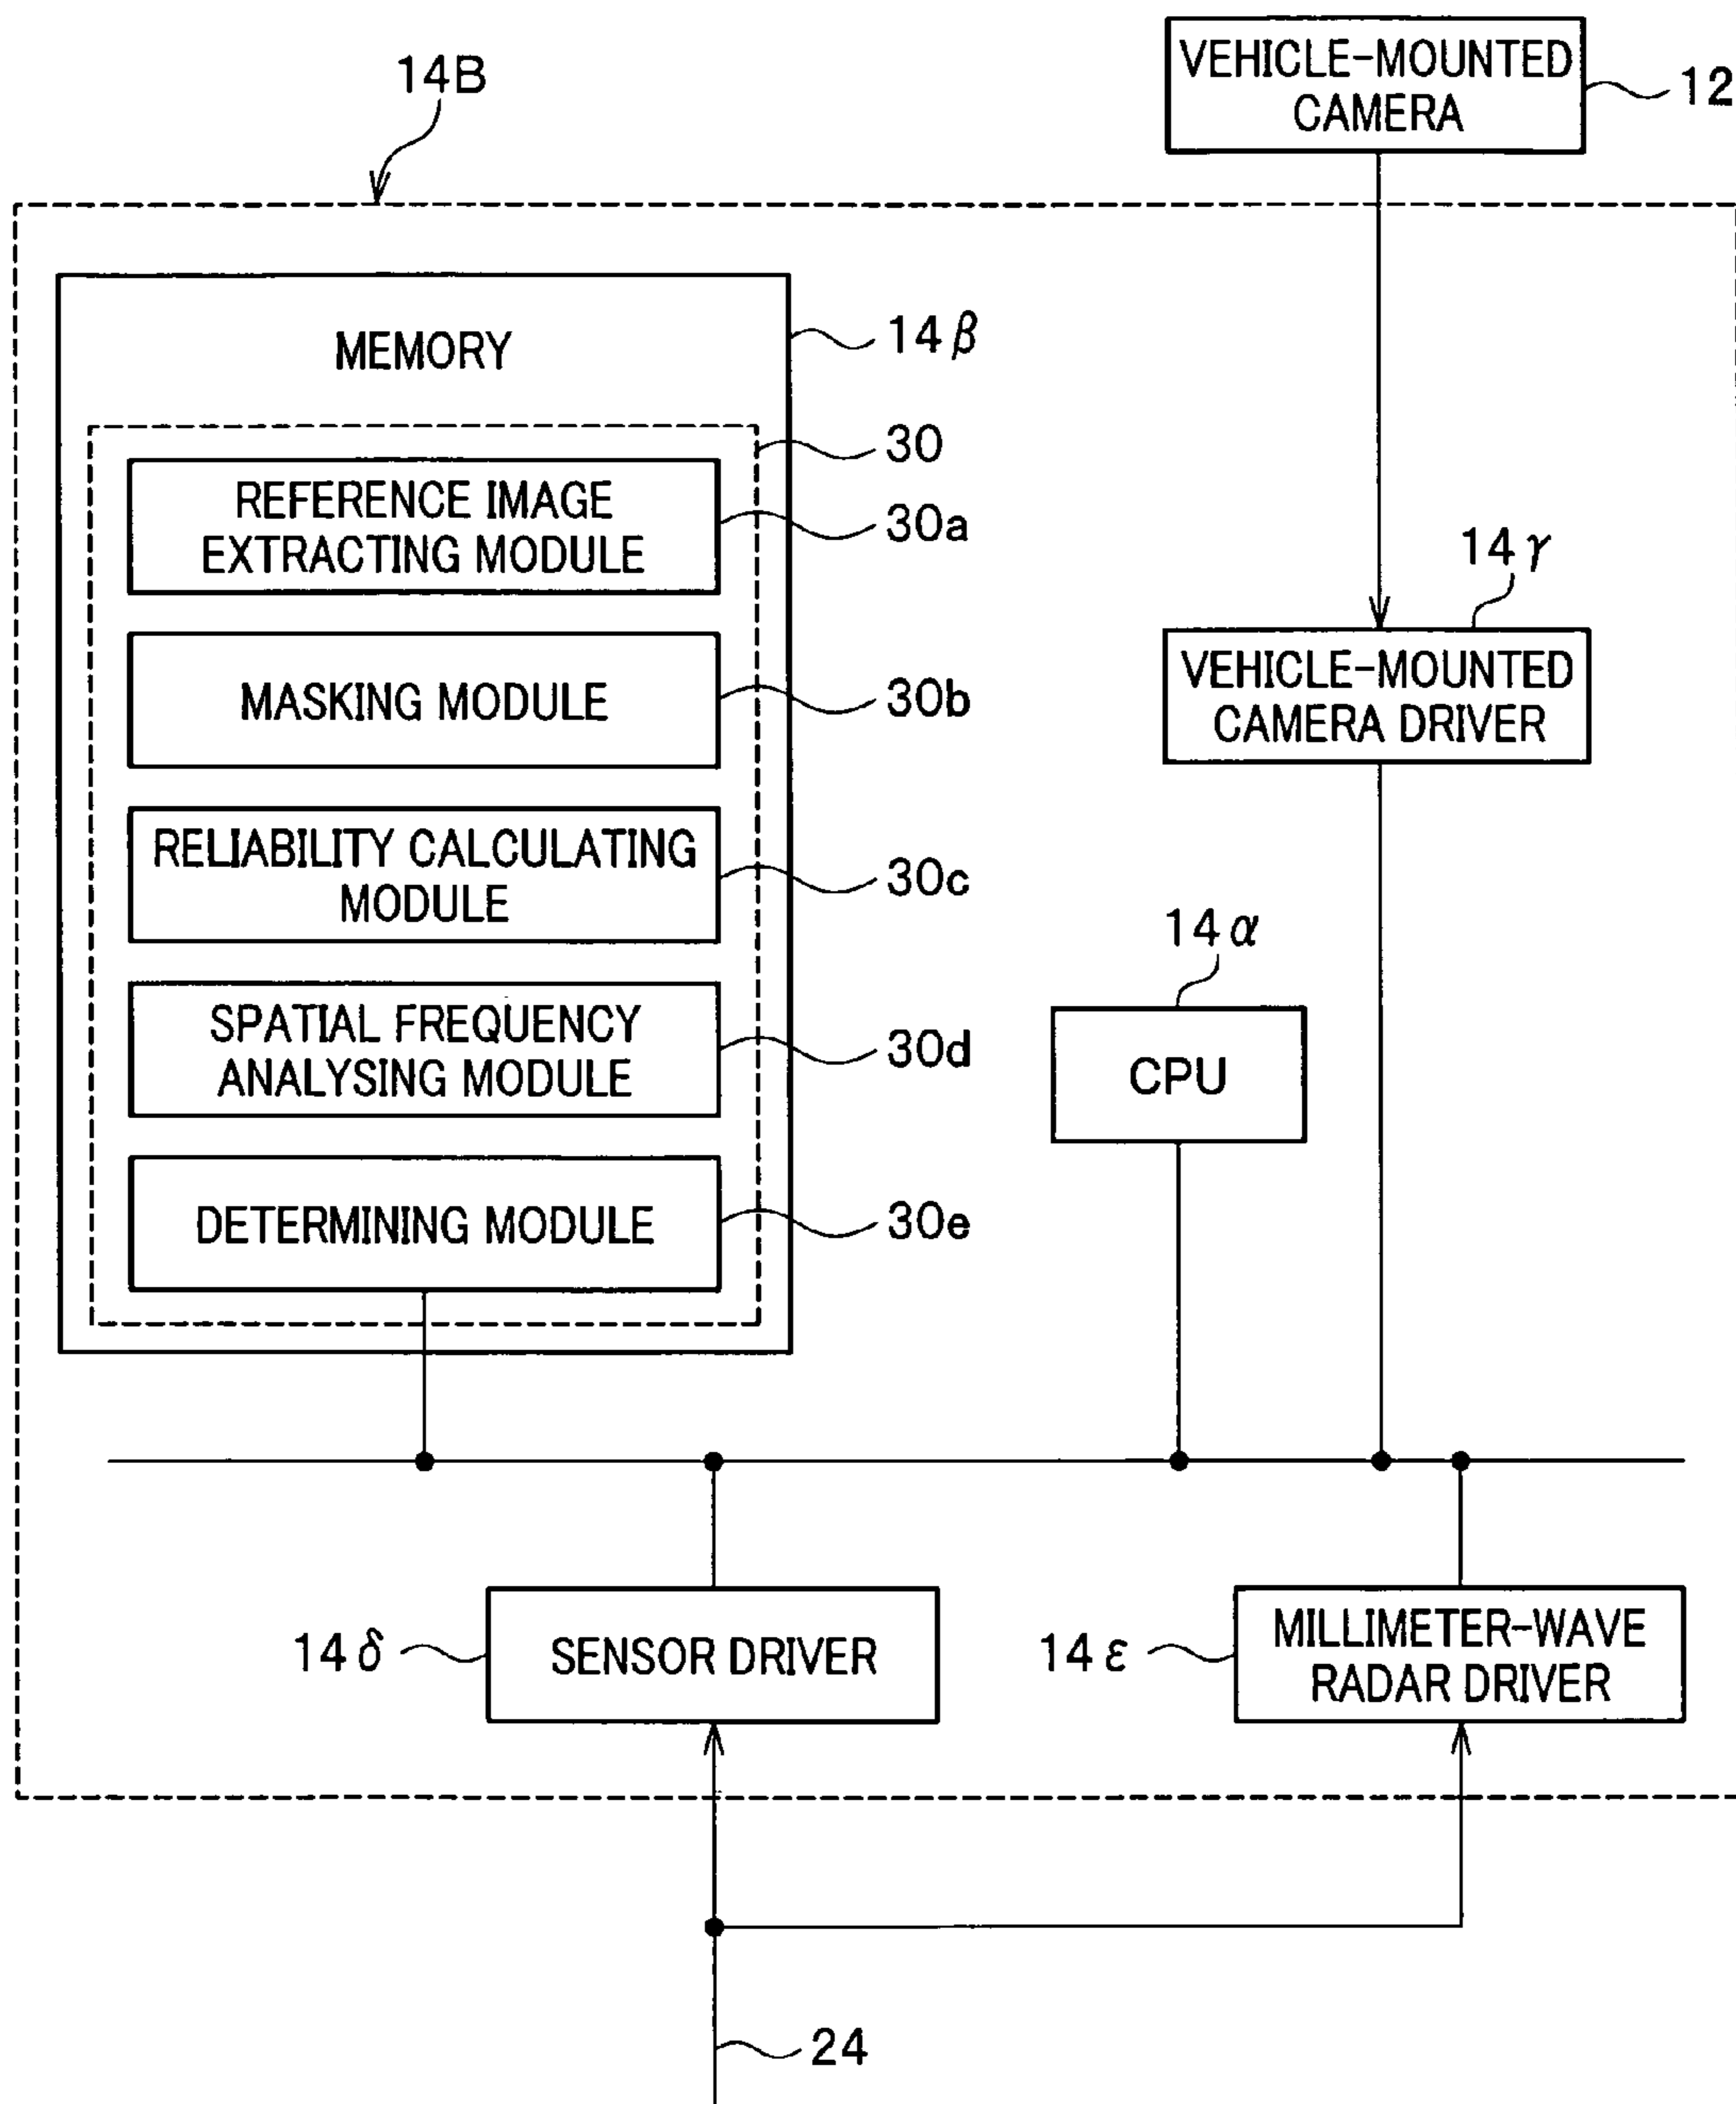 VEHICLE-MOUNTED
CAMERA
12
14B
MEMORY
14β
30
REFERENCE IMAGE
EXTRACTING MODULE
30a
MASKING MODULE
30b
RELIABILITY CALCULATING
MODULE
30c
SPATIAL FREQUENCY
ANALYSING MODULE
30d
DETERMINING MODULE
30e
14γ
VEHICLE-MOUNTED
CAMERA DRIVER
14α
CPU
14δ
SENSOR DRIVER
14ε
MILLIMETER-WAVE
RADAR DRIVER
24